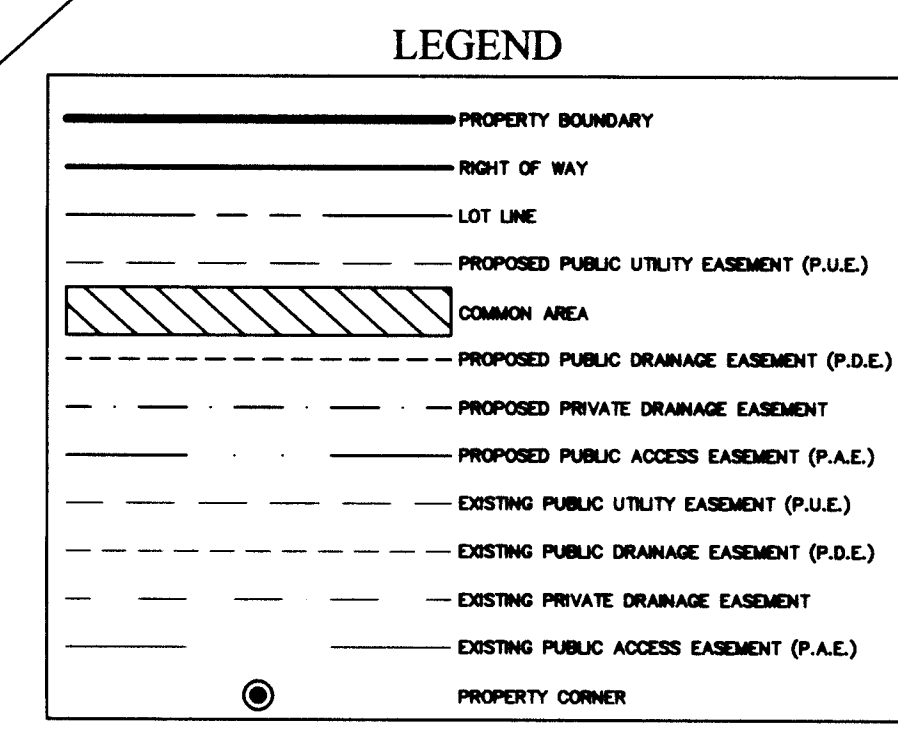 LEGEND
PROPERTY BOUNDARY
RIGHT OF WAY
LOT LINE
PROPOSED PUBLIC UTILITY EASEMENT (P.U.E.)
COMMON AREA
PROPOSED PUBLIC DRAINAGE EASEMENT (P.D.E.)
PROPOSED PRIVATE DRAINAGE EASEMENT
PROPOSED PUBLIC ACCESS EASEMENT (P.A.E.)
EXISTING PUBLIC UTILITY EASEMENT (P.U.E.)
EXISTING PUBLIC DRAINAGE EASEMENT (P.D.E.)
EXISTING PRIVATE DRAINAGE EASEMENT
EXISTING PUBLIC ACCESS EASEMENT (P.A.E.)
PROPERTY CORNER